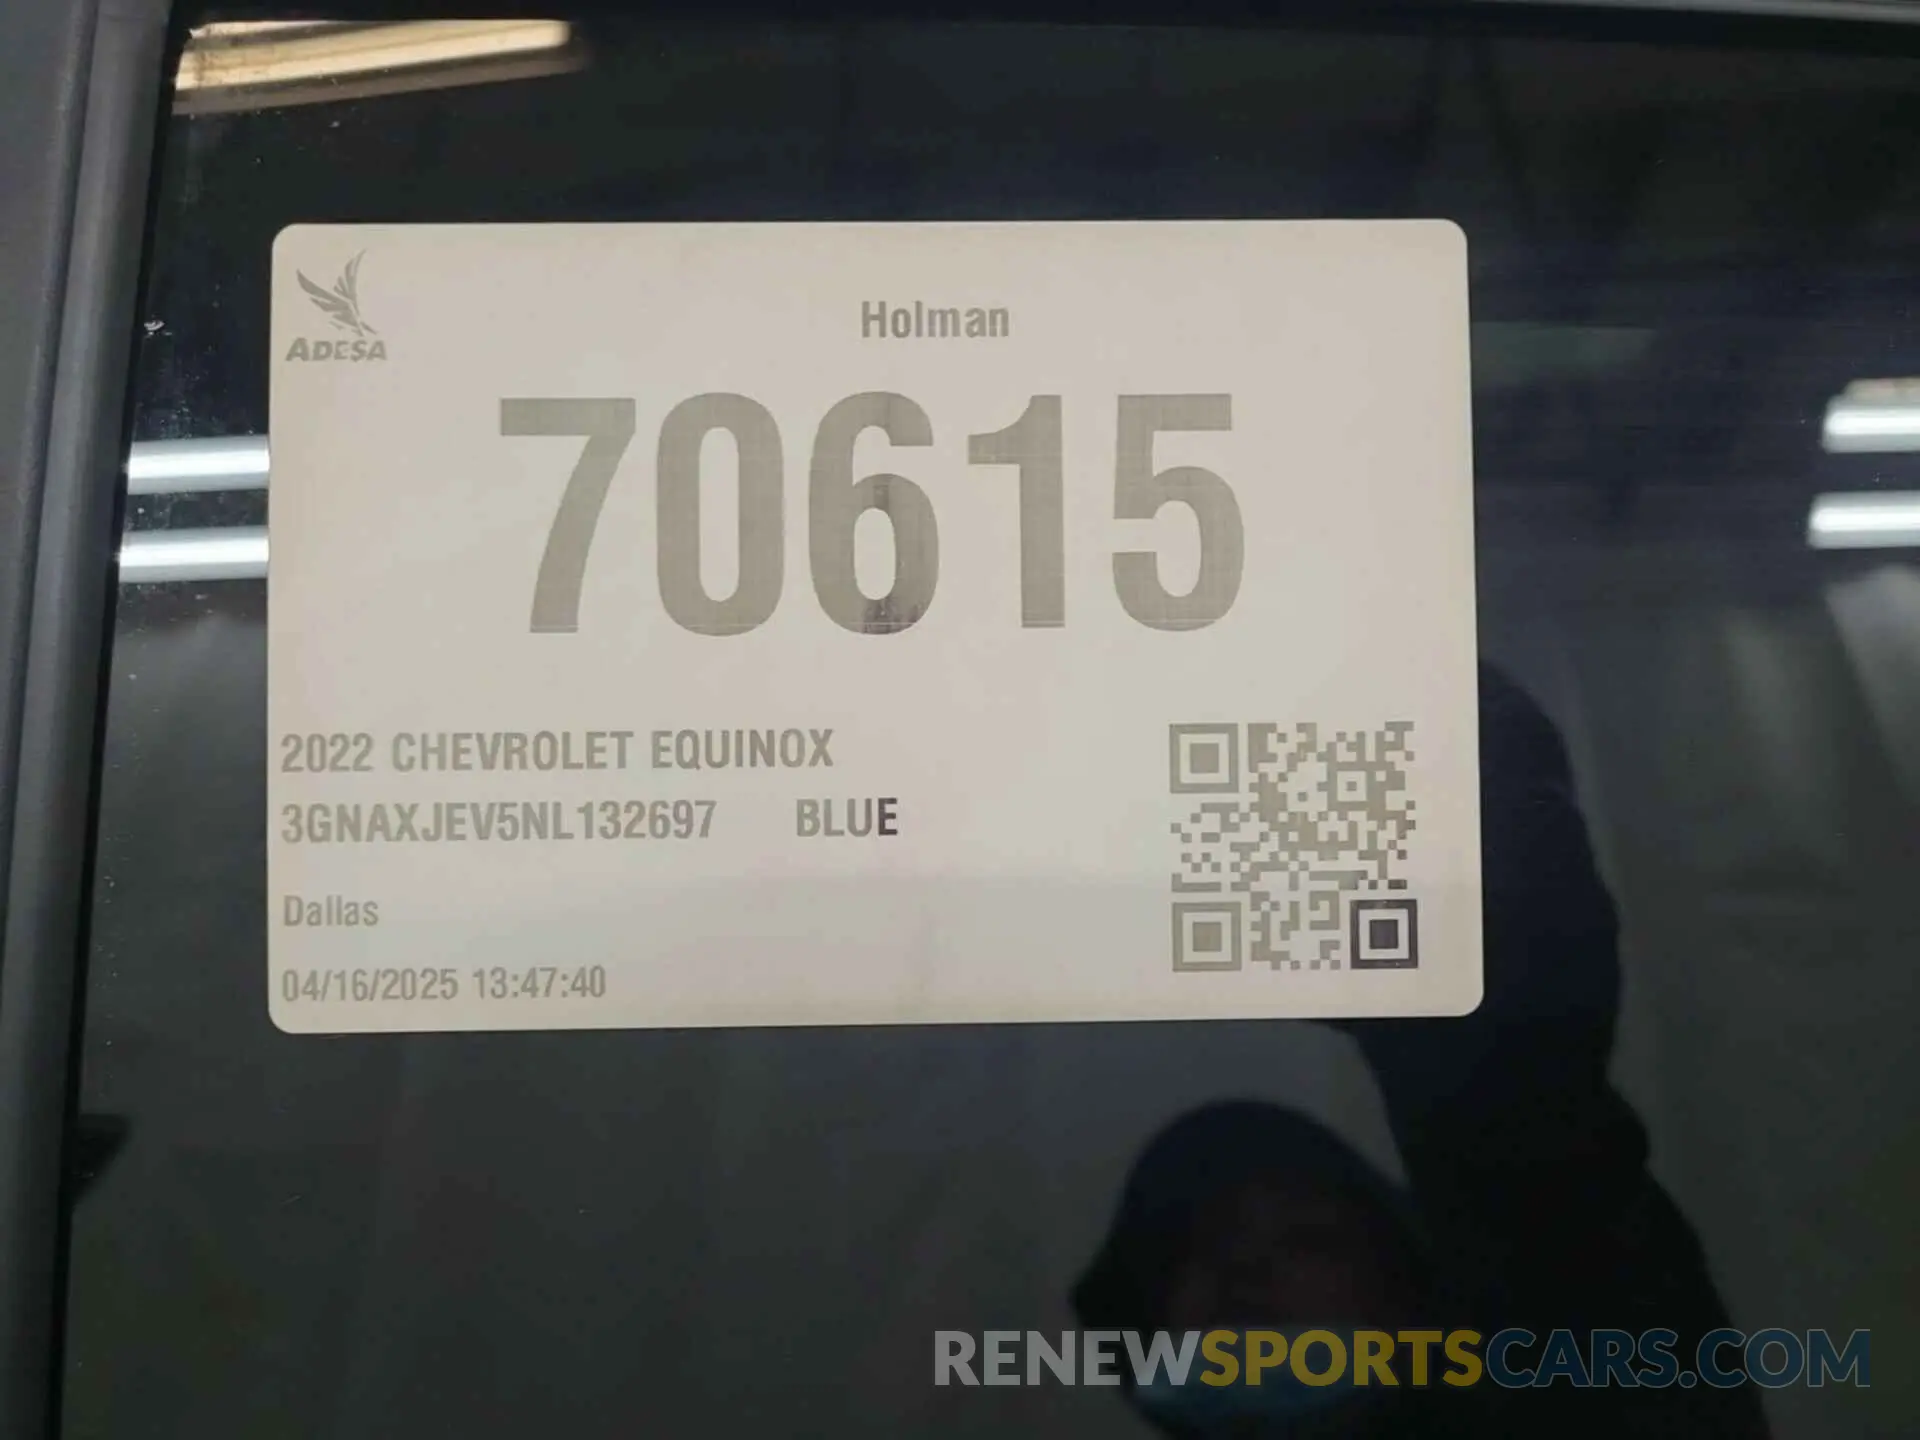 ADESA
Holman
70615
2022 CHEVROLET EQUINOX
3GNAXJEV5NL132697 BLUE
Dallas
04/16/2025 13:47:40
RENEWSPORTSCARS.COM